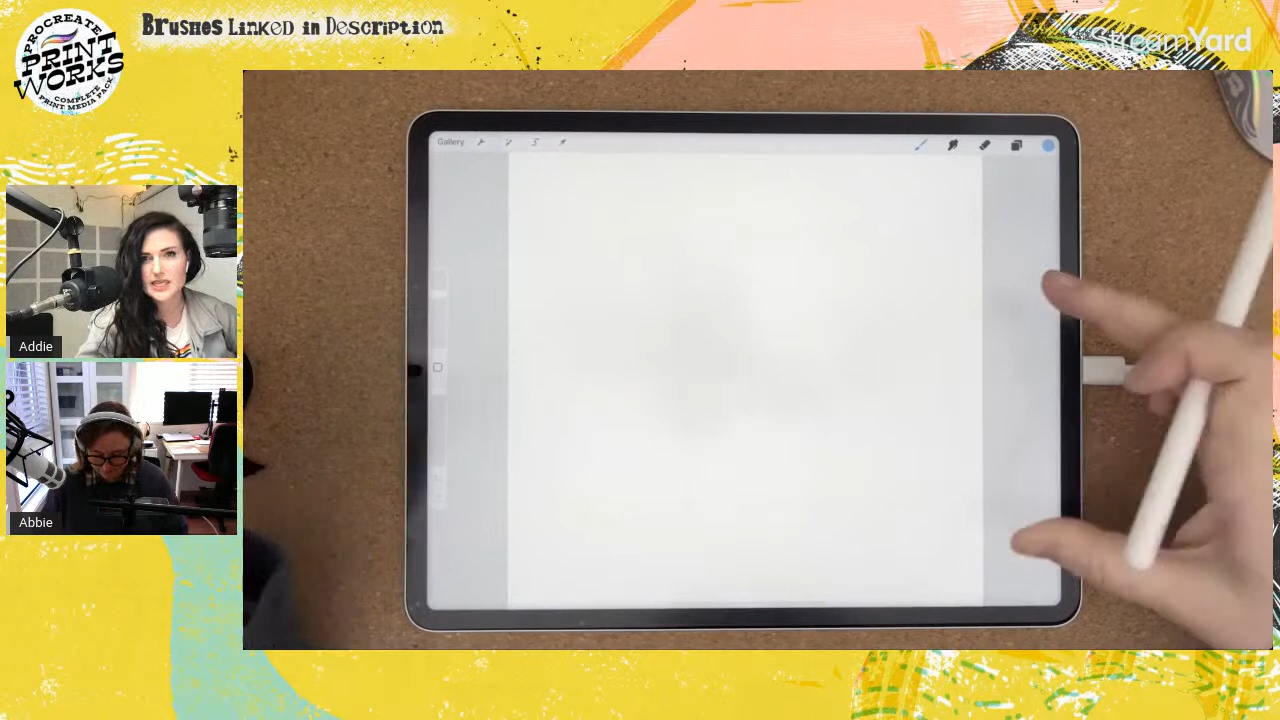 Brushes Linked in Description
StreamYard
PROCREATE
PRINT
WORKS
COMPLETE
PRINT MEDIA PACK
Gallery
Addie
Abbie